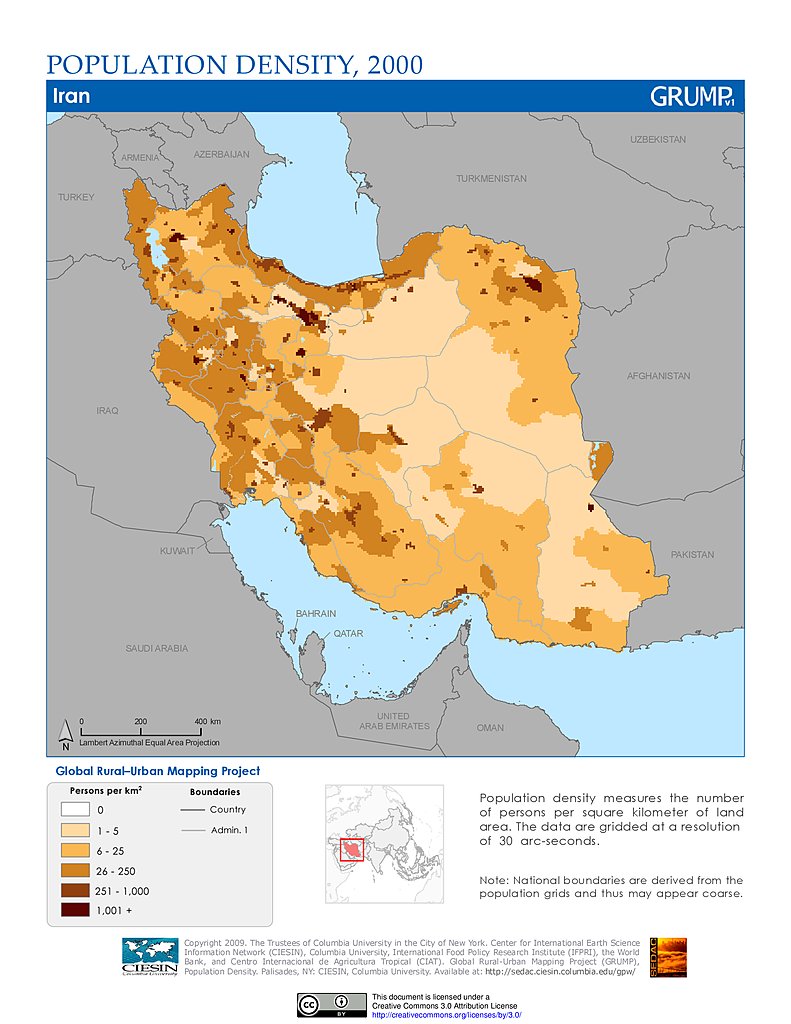 POPULATION DENSITY, 2000
Iran
GRUMPv1
UZBEKISTAN
ARMENIA
AZERBAIJAN
TURKMENISTAN
TURKEY
AFGHANISTAN
IRAQ
PAKISTAN
KUWAIT
BAHRAIN
QATAR
SAUDI ARABIA
UNITED
ARAB EMIRATES
OMAN
0 200 400 km
N
Lambert Azimuthal Equal Area Projection
Global Rural–Urban Mapping Project
Persons per km²
0
1 - 5
6 - 25
26 - 250
251 - 1,000
1,001 +
Boundaries
Country
Admin. 1
Population density measures the number
of persons per square kilometer of land
area. The data are gridded at a resolution
of 30 arc-seconds.
Note: National boundaries are derived from the
population grids and thus may appear coarse.
CIESIN
Columbia University
Copyright 2009. The Trustees of Columbia University in the City of New York. Center for International Earth Science
Information Network (CIESIN), Columbia University, International Food Policy Research Institute (IFPRI), the World
Bank, and Centro Internacional de Agricultura Tropical (CIAT). Global Rural-Urban Mapping Project (GRUMP),
Population Density. Palisades, NY: CIESIN, Columbia University. Available at: http://sedac.ciesin.columbia.edu/gpw/
SEDAC
cc
BY
This document is licensed under a
Creative Commons 3.0 Attribution License
http://creativecommons.org/licenses/by/3.0/